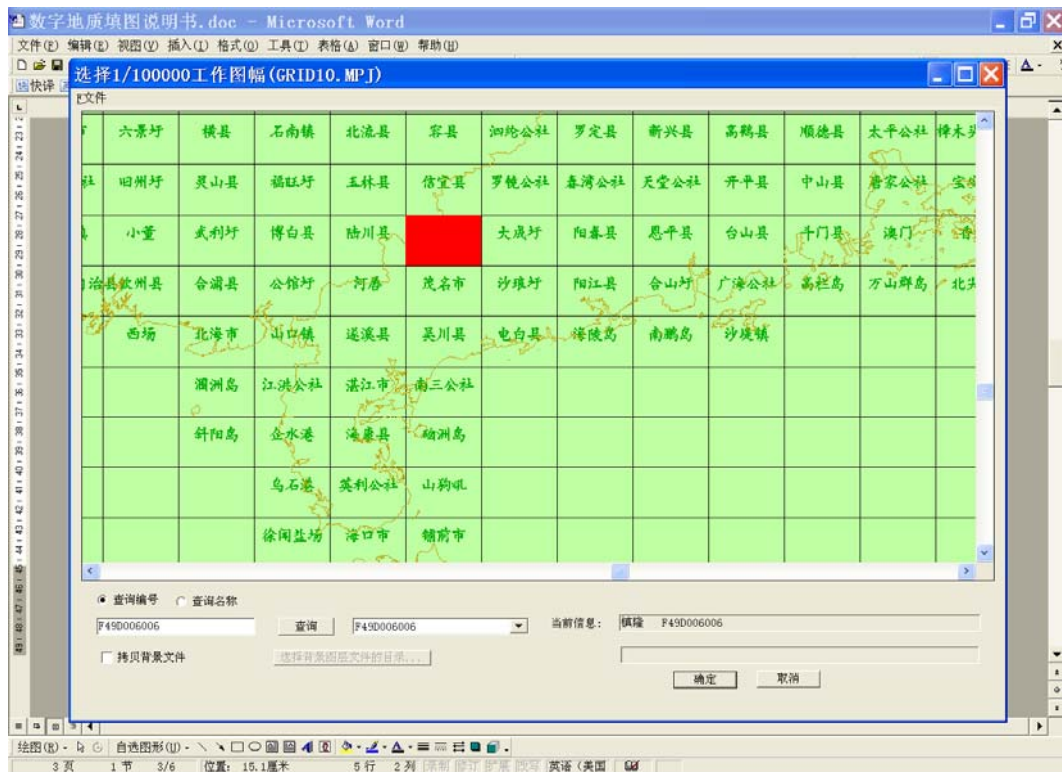 数字地质填图说明书.doc - Microsoft Word
文件(F) 编辑(E) 视图(V) 插入(I) 格式(O) 工具(T) 表格(A) 窗口(W) 帮助(H)
快译
选择1/100000工作图幅(GRID10.MPJ)
F文件
六景圩 横县 石南镇 北流县 容县 泗纶公社 罗定县 新兴县 高鹤县 顺德县 太平公社 樟木头
旧州圩 灵山县 福旺圩 玉林县 信宜县 罗镜公社 春湾公社 天堂公社 开平县 中山县 唐家公社
小董 武利圩 博白县 陆川县 大成圩 阳春县 恩平县 台山县 斗门县 澳门
钦州县 合浦县 公馆圩 河唇 茂名市 沙琅圩 阳江县 合山圩 广海公社 高栏岛 万山群岛
西场 北海市 山口镇 遂溪县 吴川县 电白县 海陵岛 南鹏岛 沙堤镇
涠洲岛 江洪公社 湛江市 南三公社
斜阳岛 企水港 海康县 硇洲岛
乌石港 英利公社 山狗吼
徐闻盐场 海口市 铺前市
查询编号 查询名称
F49D006006 查询 F49D006006 当前信息: 镇隆 F49D006006
拷贝背景文件 选择背景图层文件的目录...
确定 取消
绘图(R) 自选图形(U)
3 页 1 节 3/6 位置: 15.1厘米 5 行 2 列 录制 修订 扩展 改写 英语(美国